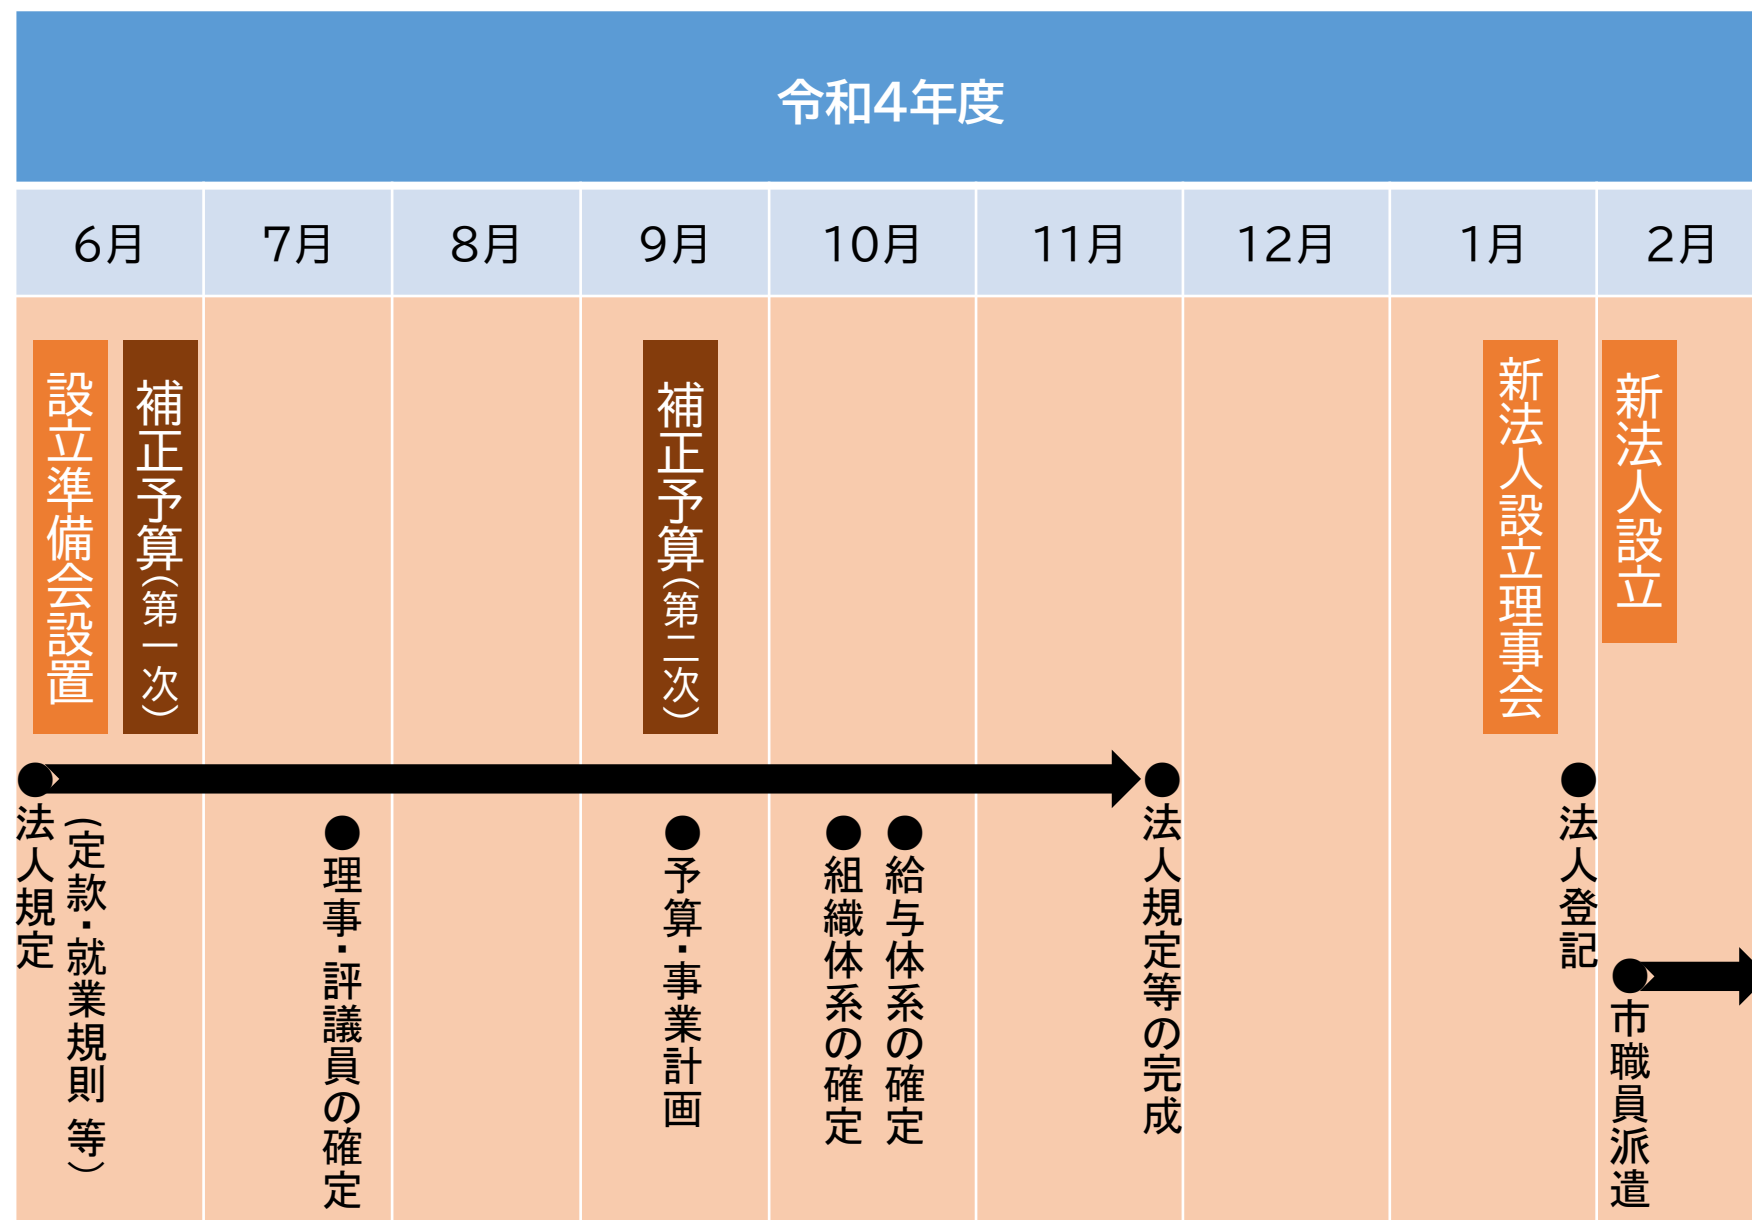 令和4年度
6月
7月
8月
9月
10月
11月
12月
1月
2月
設立準備会設置
補正予算(第一次)
補正予算(第二次)
新法人設立理事会
新法人設立
法人規定
(定款・就業規則 等)
理事・評議員の確定
予算・事業計画
組織体系の確定
給与体系の確定
法人規定等の完成
法人登記
市職員派遣